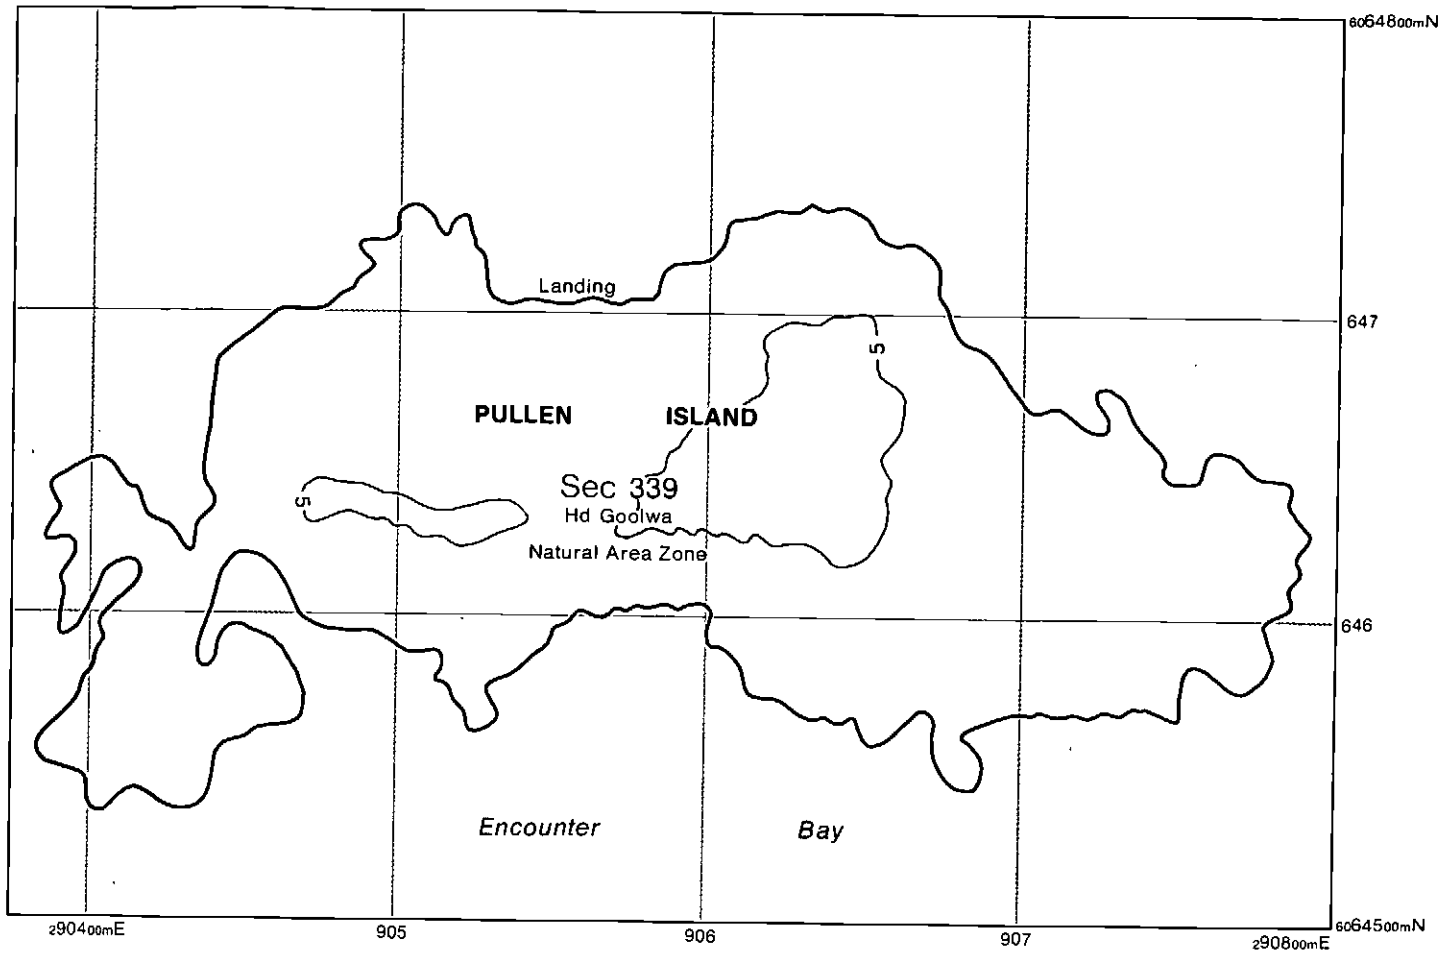 6064800mN
Landing
647
5
PULLEN ISLAND
Sec 339
5
Hd Goolwa
Natural Area Zone
646
Encounter Bay
6064500mN
290400mE 905 906 907 290800mE